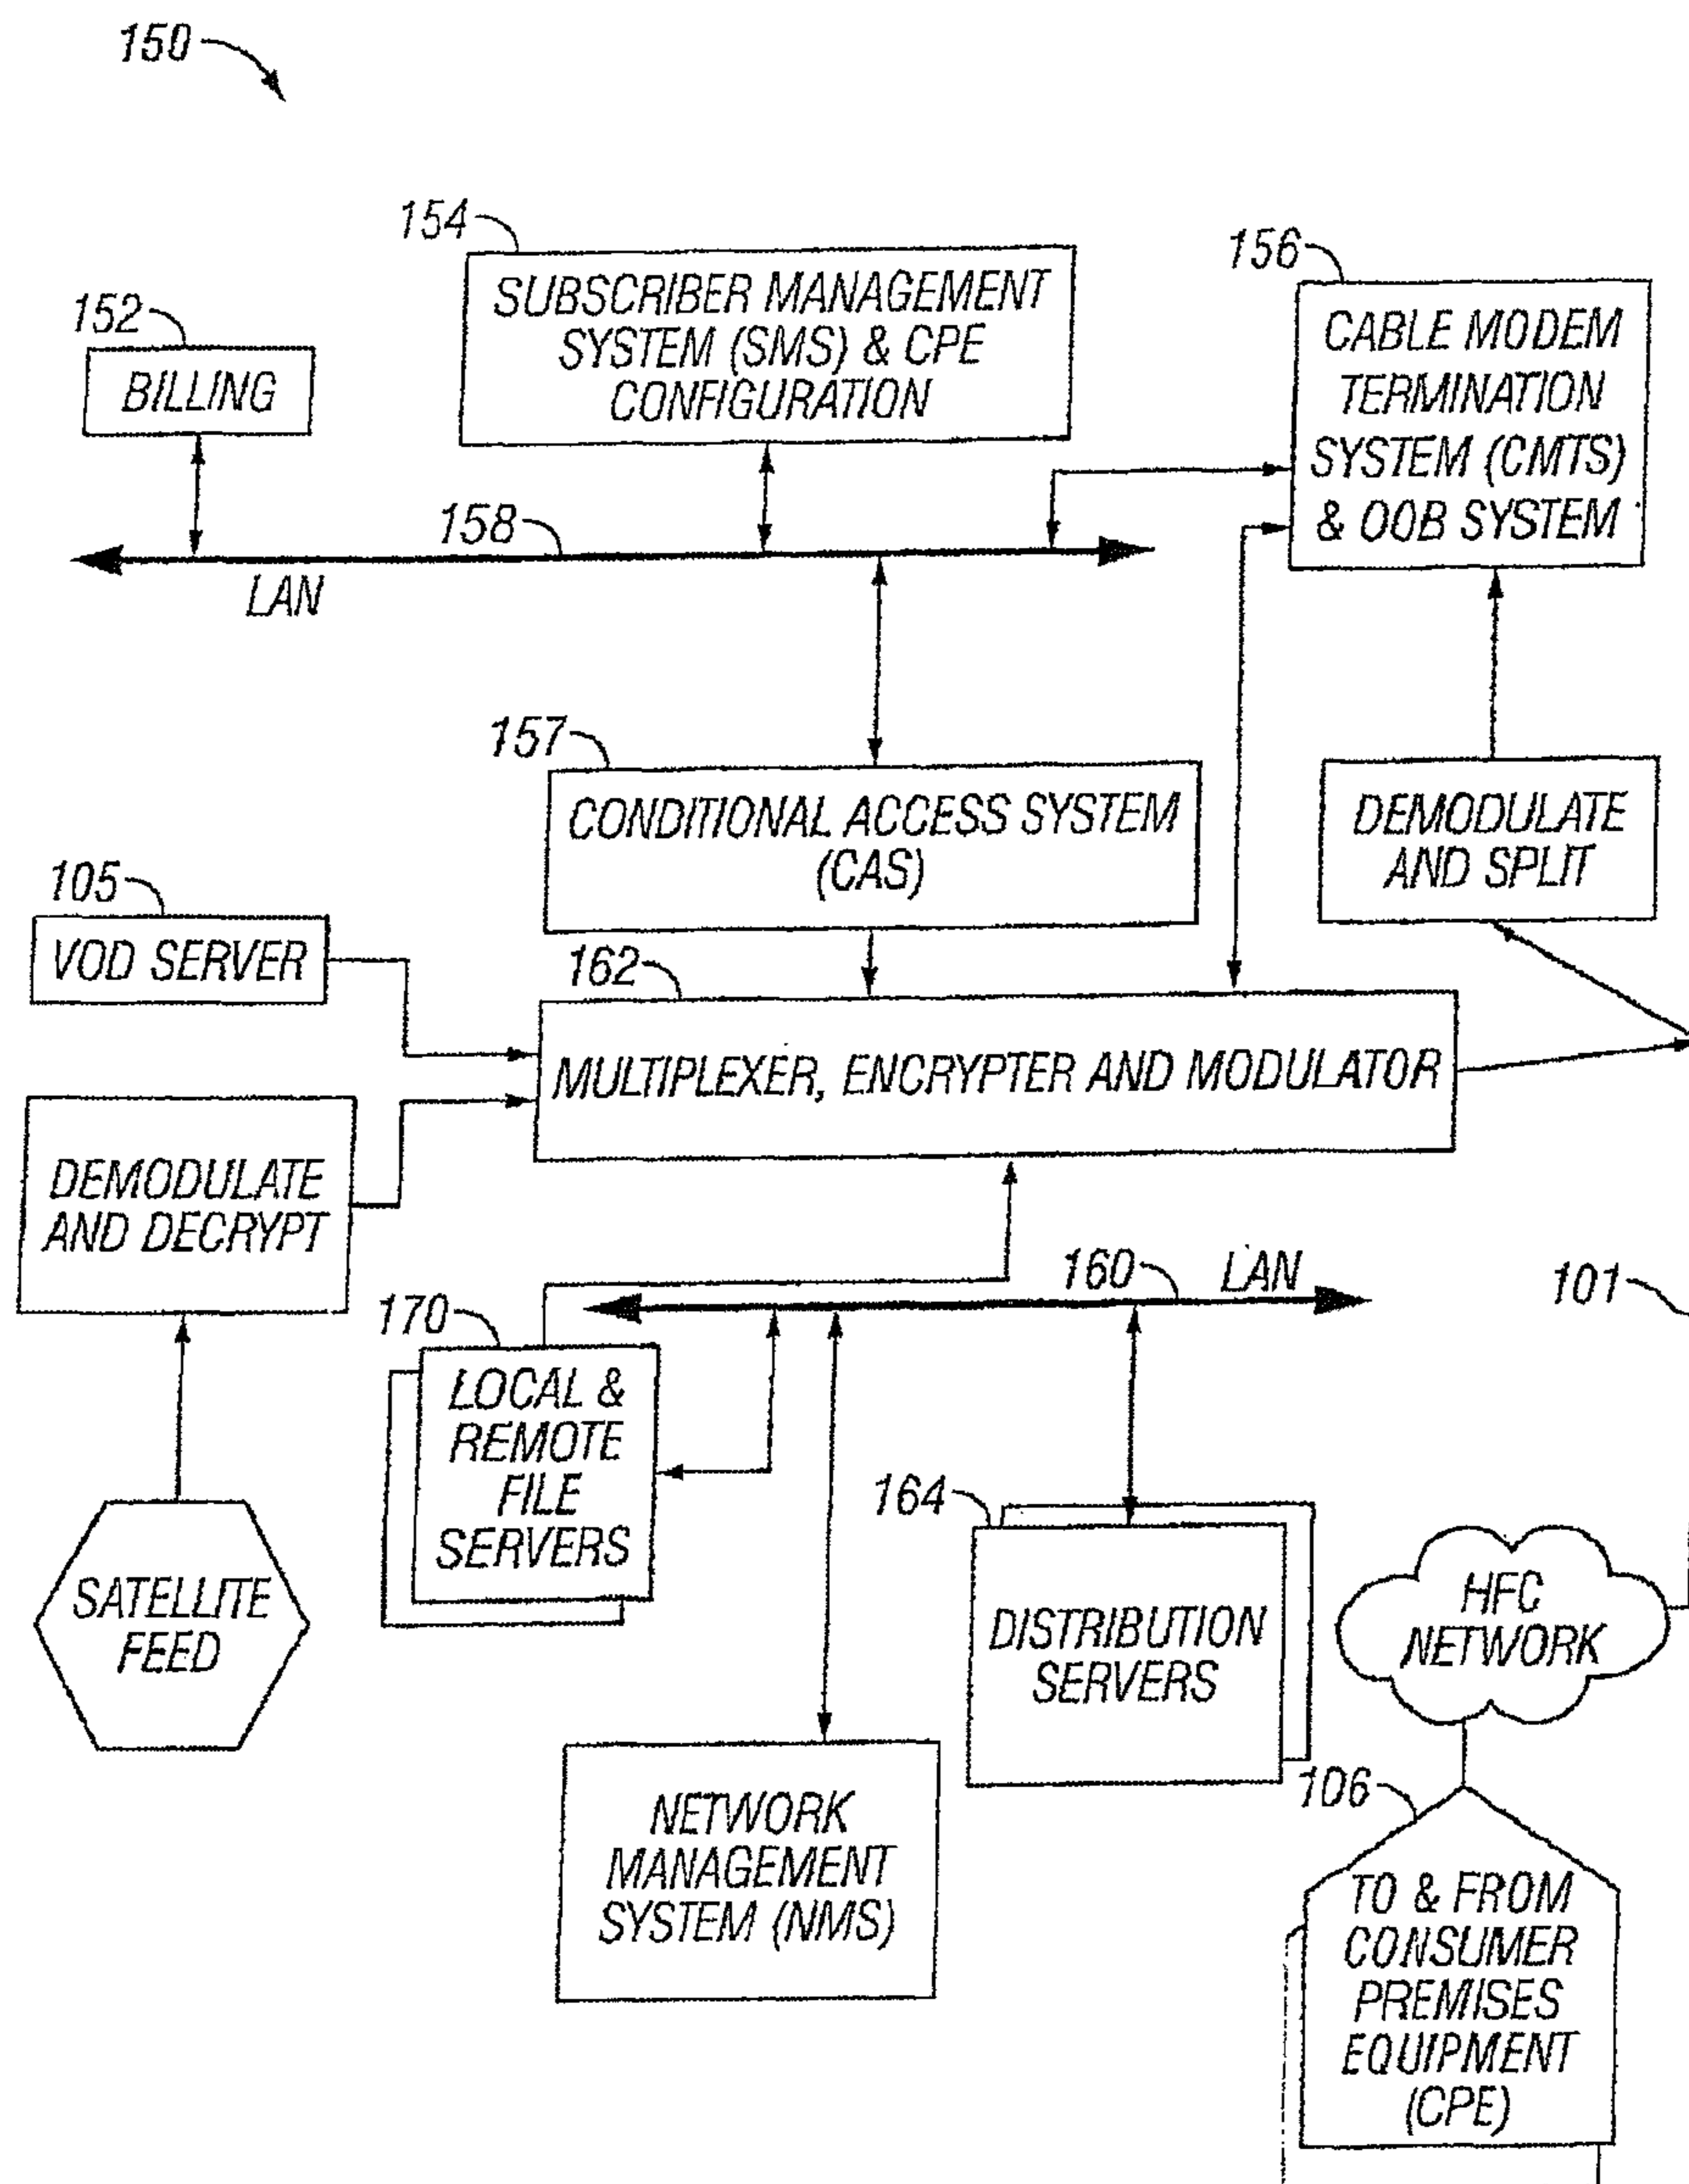 150
154
SUBSCRIBER MANAGEMENT
SYSTEM (SMS) & CPE
CONFIGURATION
156
CABLE MODEM
TERMINATION
SYSTEM (CMTS)
& OOB SYSTEM
152
BILLING
158
LAN
157
CONDITIONAL ACCESS SYSTEM
(CAS)
DEMODULATE
AND SPLIT
105
VOD SERVER
162
MULTIPLEXER, ENCRYPTER AND MODULATOR
DEMODULATE
AND DECRYPT
160
LAN
101
170
LOCAL &
REMOTE
FILE
SERVERS
164
DISTRIBUTION
SERVERS
SATELLITE
FEED
HFC
NETWORK
NETWORK
MANAGEMENT
SYSTEM (NMS)
106
TO & FROM
CONSUMER
PREMISES
EQUIPMENT
(CPE)